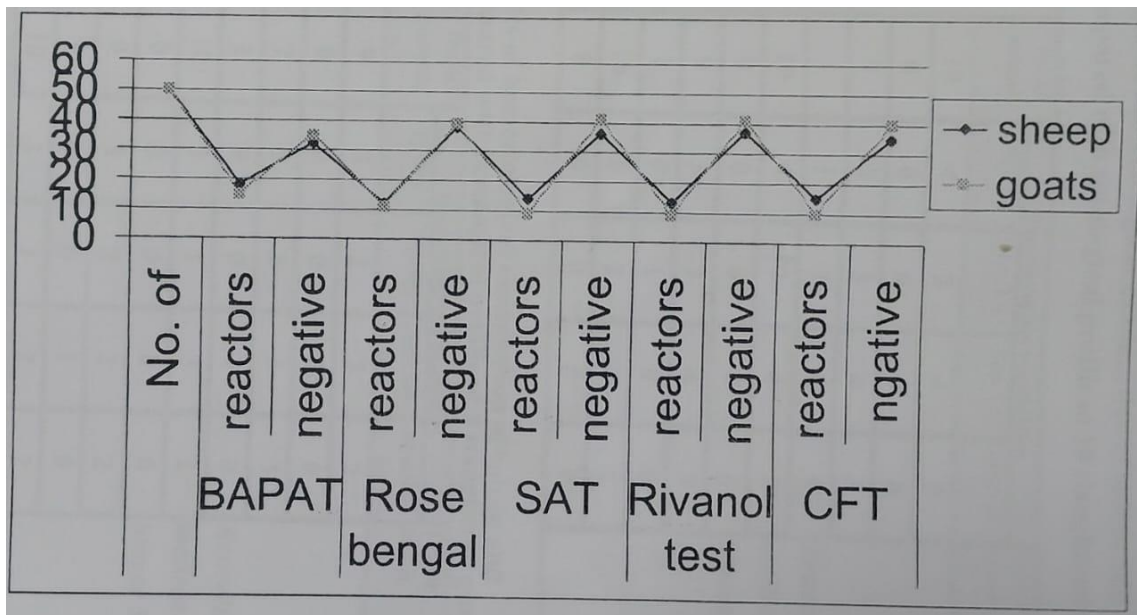 60
50
40
30
20
10
0
sheep
goats
No. of
reactors
negative
reactors
negative
reactors
negative
reactors
negative
reactors
ngative
BAPAT
Rose
bengal
SAT
Rivanol
test
CFT